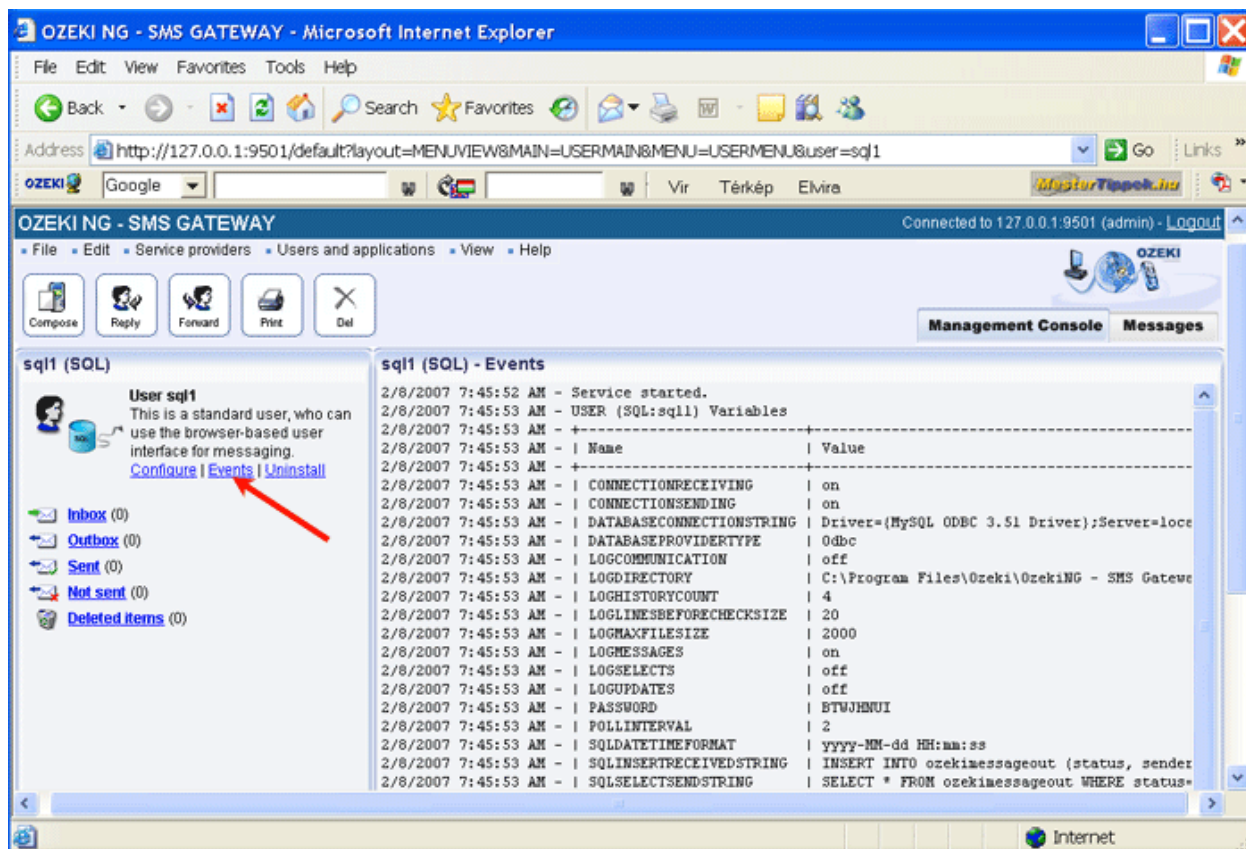 OZEKI NG - SMS GATEWAY - Microsoft Internet Explorer
File Edit View Favorites Tools Help
Back Search Favorites
Address http://127.0.0.1:9501/default?layout=MENUVIEW&MAIN=USERMAIN&MENU=USERMENU&user=sql1 Go Links »
OZEKI Google Vir Térkép Elvira MesterTippek.hu
OZEKI NG - SMS GATEWAY Connected to 127.0.0.1:9501 (admin) - Logout
File Edit Service providers Users and applications View Help
OZEKI
Compose Reply Forward Print Del
Management Console Messages
sql1 (SQL)
User sql1
This is a standard user, who can
use the browser-based user
interface for messaging.
Configure | Events | Uninstall
Inbox (0)
Outbox (0)
Sent (0)
Not sent (0)
Deleted items (0)
sql1 (SQL) - Events
2/8/2007 7:45:52 AM - Service started.
2/8/2007 7:45:53 AM - USER (SQL:sql1) Variables
2/8/2007 7:45:53 AM - +------------------------------+----------------------------------------
2/8/2007 7:45:53 AM - | Name | Value
2/8/2007 7:45:53 AM - +------------------------------+----------------------------------------
2/8/2007 7:45:53 AM - | CONNECTIONRECEIVING | on
2/8/2007 7:45:53 AM - | CONNECTIONSENDING | on
2/8/2007 7:45:53 AM - | DATABASECONNECTIONSTRING | Driver={MySQL ODBC 3.51 Driver};Server=loca
2/8/2007 7:45:53 AM - | DATABASEPROVIDERTYPE | Odbc
2/8/2007 7:45:53 AM - | LOGCOMMUNICATION | off
2/8/2007 7:45:53 AM - | LOGDIRECTORY | C:\Program Files\Ozeki\OzekiNG - SMS Gatewa
2/8/2007 7:45:53 AM - | LOGHISTORYCOUNT | 4
2/8/2007 7:45:53 AM - | LOGLINESBEFORECHECKSIZE | 20
2/8/2007 7:45:53 AM - | LOGMAXFILESIZE | 2000
2/8/2007 7:45:53 AM - | LOGMESSAGES | on
2/8/2007 7:45:53 AM - | LOGSELECTS | off
2/8/2007 7:45:53 AM - | LOGUPDATES | off
2/8/2007 7:45:53 AM - | PASSWORD | BTWJHNUI
2/8/2007 7:45:53 AM - | POLLINTERVAL | 2
2/8/2007 7:45:53 AM - | SQLDATETIMEFORMAT | yyyy-MM-dd HH:mm:ss
2/8/2007 7:45:53 AM - | SQLINSERTRECEIVEDSTRING | INSERT INTO ozekimessageout (status, sender
2/8/2007 7:45:53 AM - | SQLSELECTSENDSTRING | SELECT * FROM ozekimessageout WHERE status=
Internet